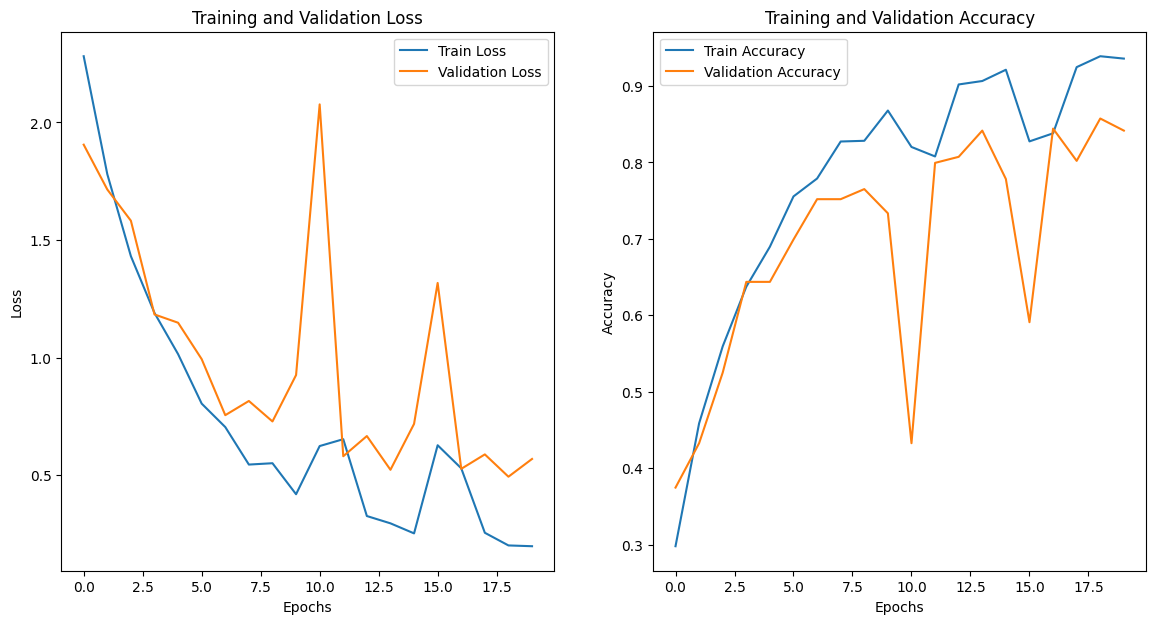 Training and Validation Loss
Train Loss
Validation Loss
2.0
1.5
1.0
0.5
Loss
0.0 2.5 5.0 7.5 10.0 12.5 15.0 17.5
Epochs
Training and Validation Accuracy
Train Accuracy
Validation Accuracy
0.9
0.8
0.7
0.6
0.5
0.4
0.3
Accuracy
0.0 2.5 5.0 7.5 10.0 12.5 15.0 17.5
Epochs